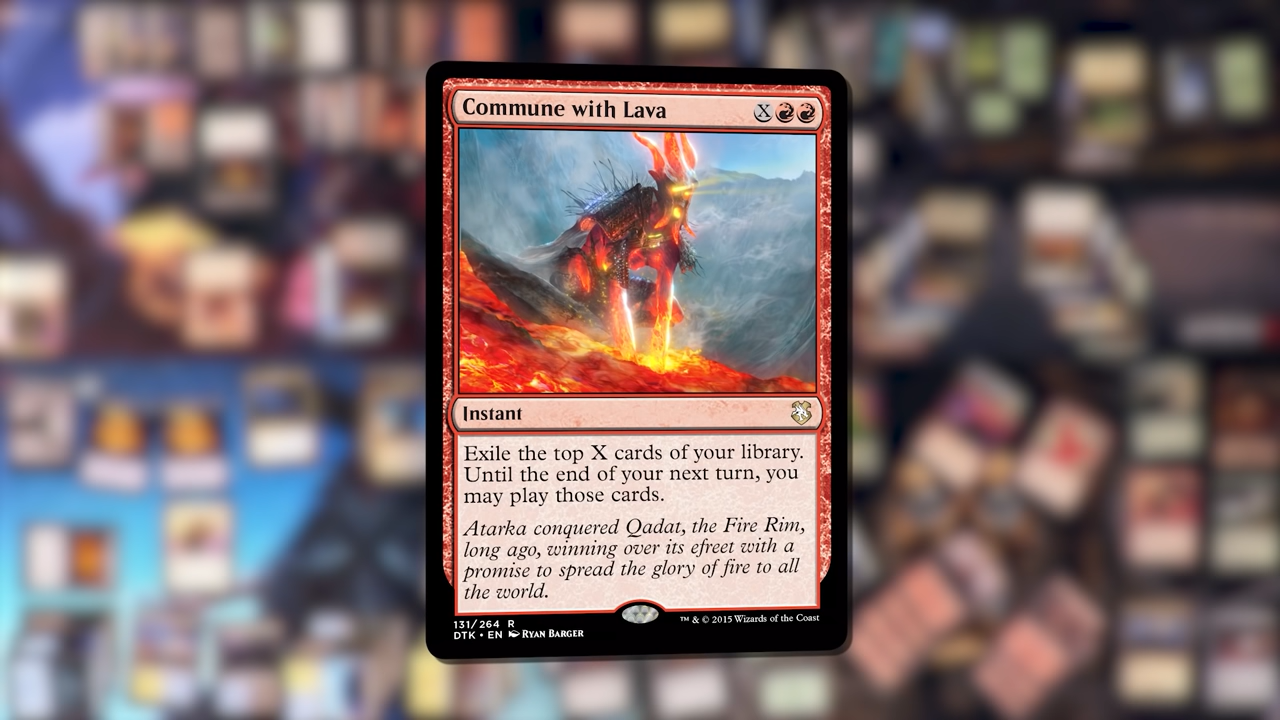 Commune with Lava X
Instant
Exile the top X cards of your library.
Until the end of your next turn, you
may play those cards.
Atarka conquered Qadat, the Fire Rim,
long ago, winning over its efreet with a
promise to spread the glory of fire to all
the world.
131/264 R
DTK • EN RYAN BARGER
™ & © 2015 Wizards of the Coast